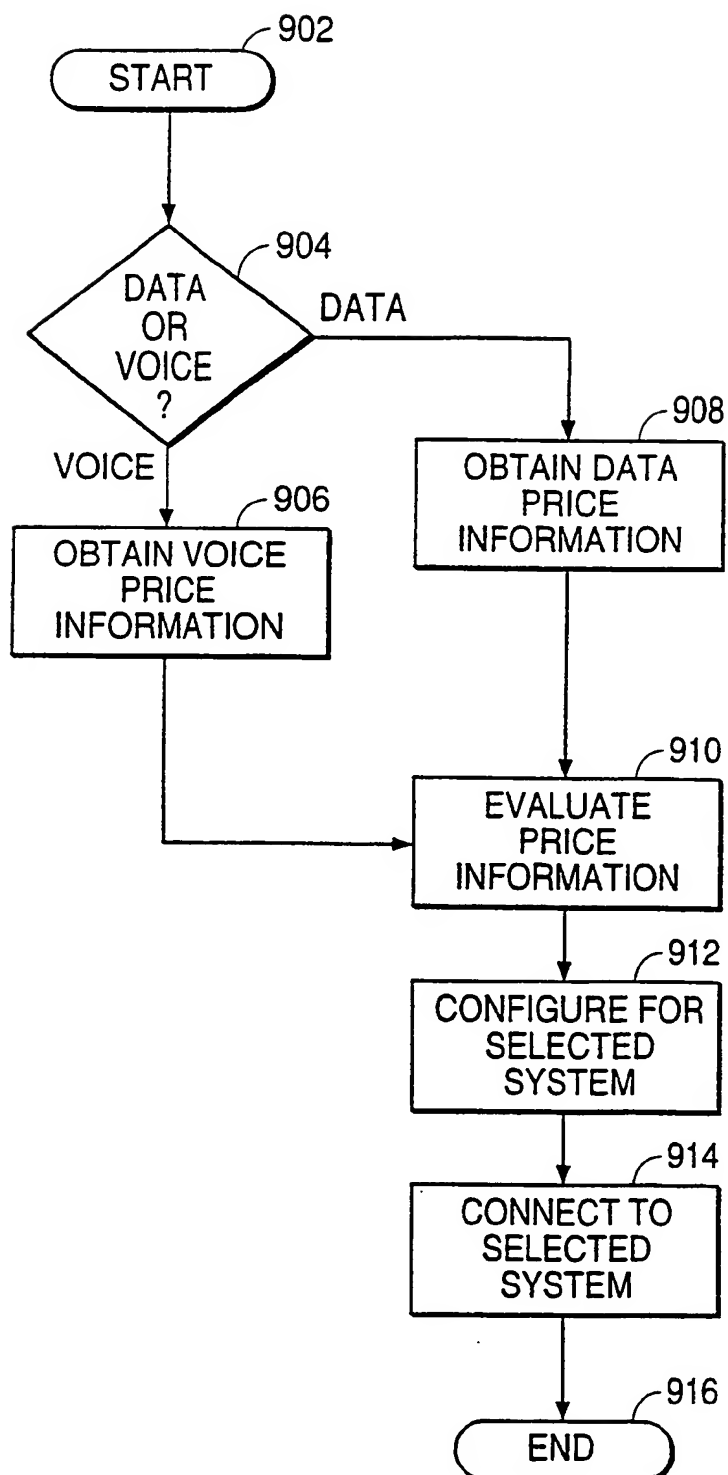 902
START
904
DATA
OR
VOICE
?
DATA
VOICE
906
OBTAIN VOICE
PRICE
INFORMATION
908
OBTAIN DATA
PRICE
INFORMATION
910
EVALUATE
PRICE
INFORMATION
912
CONFIGURE FOR
SELECTED
SYSTEM
914
CONNECT TO
SELECTED
SYSTEM
916
END